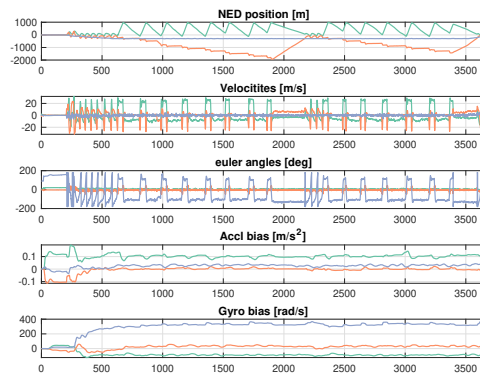 NED position [m]
1000
0
-1000
-2000
0 500 1000 1500 2000 2500 3000 3500
Velocitites [m/s]
20
0
-20
0 500 1000 1500 2000 2500 3000 3500
euler angles [deg]
200
0
-200
0 500 1000 1500 2000 2500 3000 3500
Accl bias [m/s²]
0.1
0
-0.1
0 500 1000 1500 2000 2500 3000 3500
Gyro bias [rad/s]
400
200
0
0 500 1000 1500 2000 2500 3000 3500